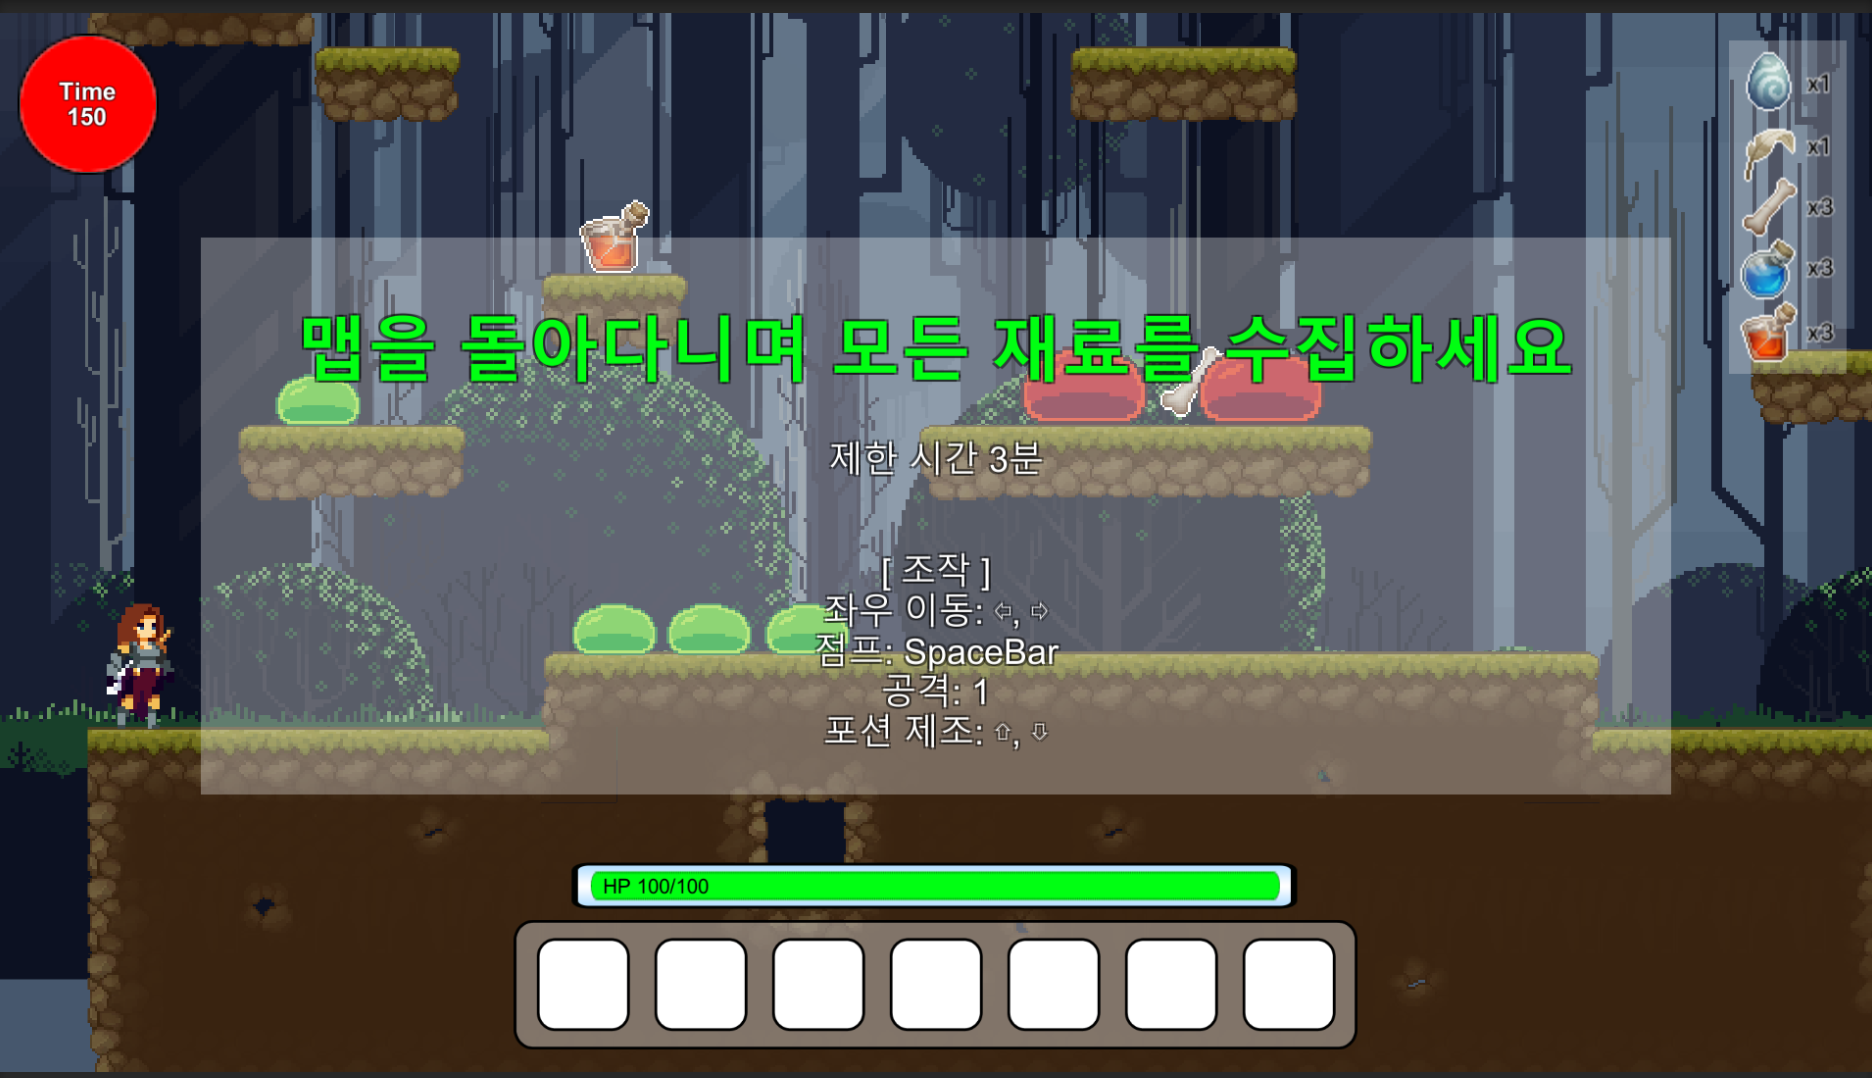 Time
150
x1
x1
x3
x3
x3
맵을 돌아다니며 모든 재료를 수집하세요
제한 시간 3분
[ 조작 ]
좌우 이동: ⇦, ⇨
점프: SpaceBar
공격: 1
포션 제조: ⇧, ⇩
HP 100/100